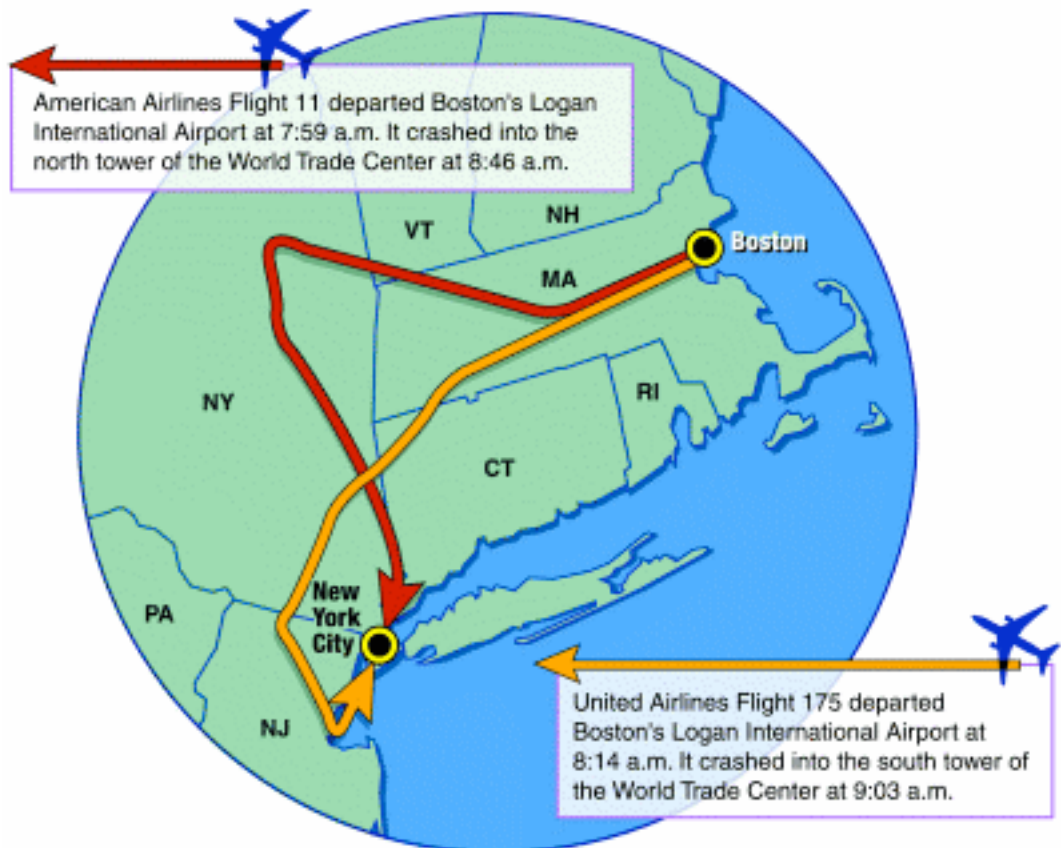 American Airlines Flight 11 departed Boston's Logan
International Airport at 7:59 a.m. It crashed into the
north tower of the World Trade Center at 8:46 a.m.
VT
NH
Boston
MA
NY
RI
CT
PA
New
York
City
NJ
United Airlines Flight 175 departed
Boston's Logan International Airport at
8:14 a.m. It crashed into the south tower of
the World Trade Center at 9:03 a.m.